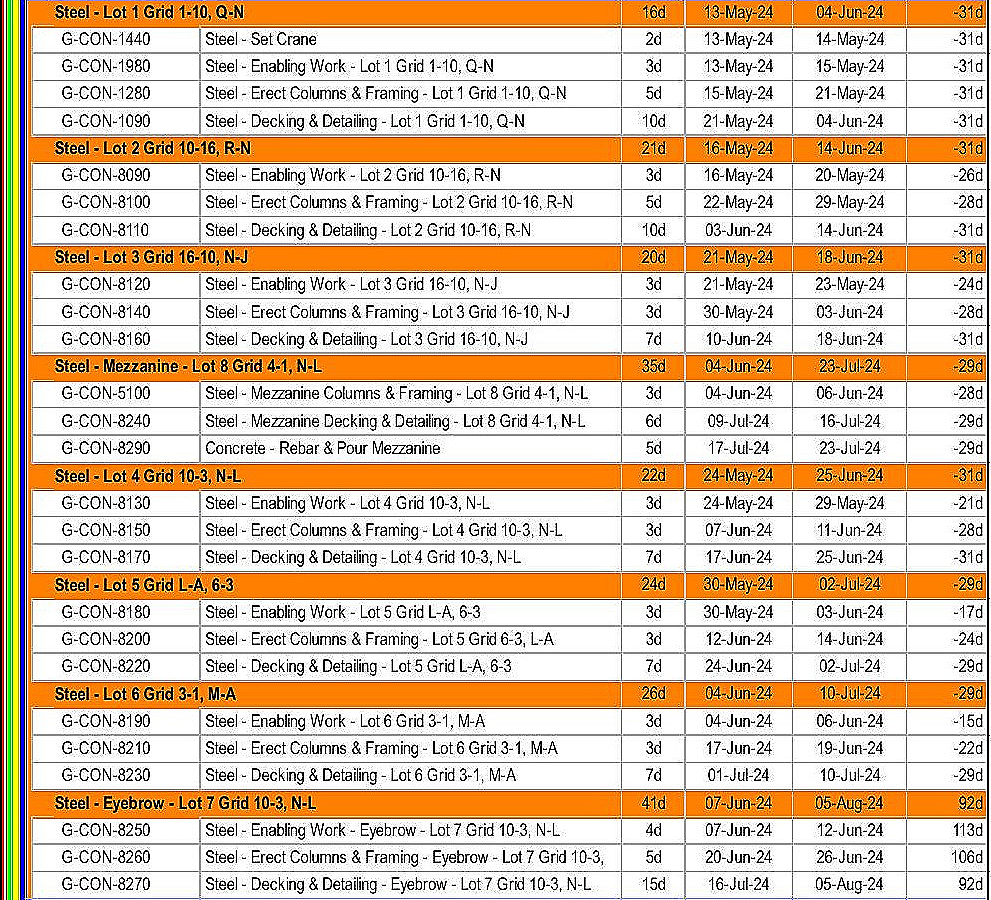 Steel - Lot 1 Grid 1-10, Q-N 16d 13-May-24 04-Jun-24 -31d
G-CON-1440 Steel - Set Crane 2d 13-May-24 14-May-24 -31d
G-CON-1980 Steel - Enabling Work - Lot 1 Grid 1-10, Q-N 3d 13-May-24 15-May-24 -31d
G-CON-1280 Steel - Erect Columns & Framing - Lot 1 Grid 1-10, Q-N 5d 15-May-24 21-May-24 -31d
G-CON-1090 Steel - Decking & Detailing - Lot 1 Grid 1-10, Q-N 10d 21-May-24 04-Jun-24 -31d
Steel - Lot 2 Grid 10-16, R-N 21d 16-May-24 14-Jun-24 -31d
G-CON-8090 Steel - Enabling Work - Lot 2 Grid 10-16, R-N 3d 16-May-24 20-May-24 -26d
G-CON-8100 Steel - Erect Columns & Framing - Lot 2 Grid 10-16, R-N 5d 22-May-24 29-May-24 -28d
G-CON-8110 Steel - Decking & Detailing - Lot 2 Grid 10-16, R-N 10d 03-Jun-24 14-Jun-24 -31d
Steel - Lot 3 Grid 16-10, N-J 20d 21-May-24 18-Jun-24 -31d
G-CON-8120 Steel - Enabling Work - Lot 3 Grid 16-10, N-J 3d 21-May-24 23-May-24 -24d
G-CON-8140 Steel - Erect Columns & Framing - Lot 3 Grid 16-10, N-J 3d 30-May-24 03-Jun-24 -28d
G-CON-8160 Steel - Decking & Detailing - Lot 3 Grid 16-10, N-J 7d 10-Jun-24 18-Jun-24 -31d
Steel - Mezzanine - Lot 8 Grid 4-1, N-L 35d 04-Jun-24 23-Jul-24 -29d
G-CON-5100 Steel - Mezzanine Columns & Framing - Lot 8 Grid 4-1, N-L 3d 04-Jun-24 06-Jun-24 -28d
G-CON-8240 Steel - Mezzanine Decking & Detailing - Lot 8 Grid 4-1, N-L 6d 09-Jul-24 16-Jul-24 -29d
G-CON-8290 Concrete - Rebar & Pour Mezzanine 5d 17-Jul-24 23-Jul-24 -29d
Steel - Lot 4 Grid 10-3, N-L 22d 24-May-24 25-Jun-24 -31d
G-CON-8130 Steel - Enabling Work - Lot 4 Grid 10-3, N-L 3d 24-May-24 29-May-24 -21d
G-CON-8150 Steel - Erect Columns & Framing - Lot 4 Grid 10-3, N-L 3d 07-Jun-24 11-Jun-24 -28d
G-CON-8170 Steel - Decking & Detailing - Lot 4 Grid 10-3, N-L 7d 17-Jun-24 25-Jun-24 -31d
Steel - Lot 5 Grid L-A, 6-3 24d 30-May-24 02-Jul-24 -29d
G-CON-8180 Steel - Enabling Work - Lot 5 Grid L-A, 6-3 3d 30-May-24 03-Jun-24 -17d
G-CON-8200 Steel - Erect Columns & Framing - Lot 5 Grid 6-3, L-A 3d 12-Jun-24 14-Jun-24 -24d
G-CON-8220 Steel - Decking & Detailing - Lot 5 Grid L-A, 6-3 7d 24-Jun-24 02-Jul-24 -29d
Steel - Lot 6 Grid 3-1, M-A 26d 04-Jun-24 10-Jul-24 -29d
G-CON-8190 Steel - Enabling Work - Lot 6 Grid 3-1, M-A 3d 04-Jun-24 06-Jun-24 -15d
G-CON-8210 Steel - Erect Columns & Framing - Lot 6 Grid 3-1, M-A 3d 17-Jun-24 19-Jun-24 -22d
G-CON-8230 Steel - Decking & Detailing - Lot 6 Grid 3-1, M-A 7d 01-Jul-24 10-Jul-24 -29d
Steel - Eyebrow - Lot 7 Grid 10-3, N-L 41d 07-Jun-24 05-Aug-24 92d
G-CON-8250 Steel - Enabling Work - Eyebrow - Lot 7 Grid 10-3, N-L 4d 07-Jun-24 12-Jun-24 113d
G-CON-8260 Steel - Erect Columns & Framing - Eyebrow - Lot 7 Grid 10-3, 5d 20-Jun-24 26-Jun-24 106d
G-CON-8270 Steel - Decking & Detailing - Eyebrow - Lot 7 Grid 10-3, N-L 15d 16-Jul-24 05-Aug-24 92d